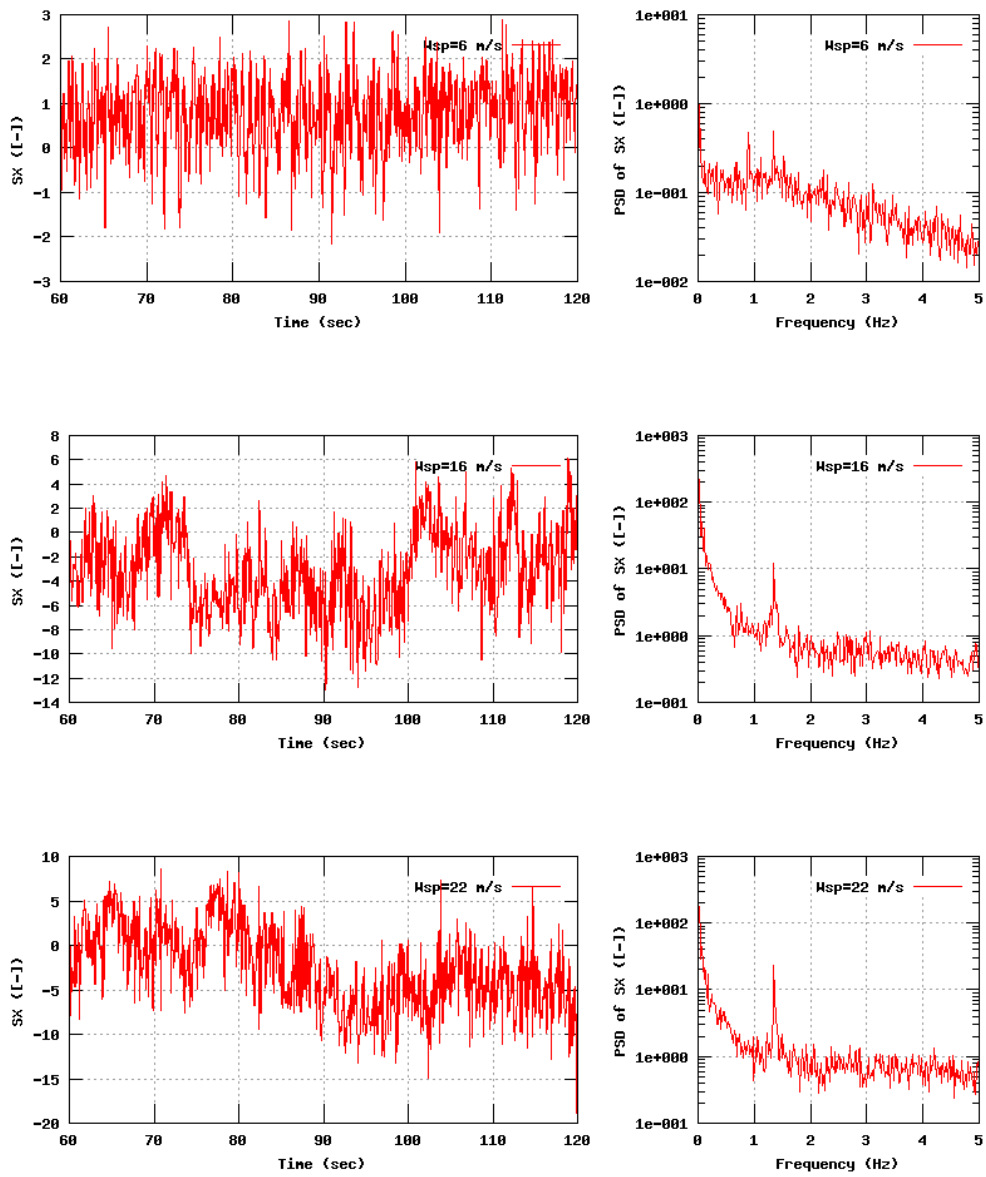 3
2
1
0
-1
-2
-3
SX ([-])
Wsp=6 m/s
60 70 80 90 100 110 120
Time (sec)
1e+001
1e+000
1e-001
1e-002
PSD of SX ([-])
Wsp=6 m/s
0 1 2 3 4 5
Frequency (Hz)
8
6
4
2
0
-2
-4
-6
-8
-10
-12
-14
SX ([-])
Wsp=16 m/s
60 70 80 90 100 110 120
Time (sec)
1e+003
1e+002
1e+001
1e+000
1e-001
PSD of SX ([-])
Wsp=16 m/s
0 1 2 3 4 5
Frequency (Hz)
10
5
0
-5
-10
-15
-20
SX ([-])
Wsp=22 m/s
60 70 80 90 100 110 120
Time (sec)
1e+003
1e+002
1e+001
1e+000
1e-001
PSD of SX ([-])
Wsp=22 m/s
0 1 2 3 4 5
Frequency (Hz)